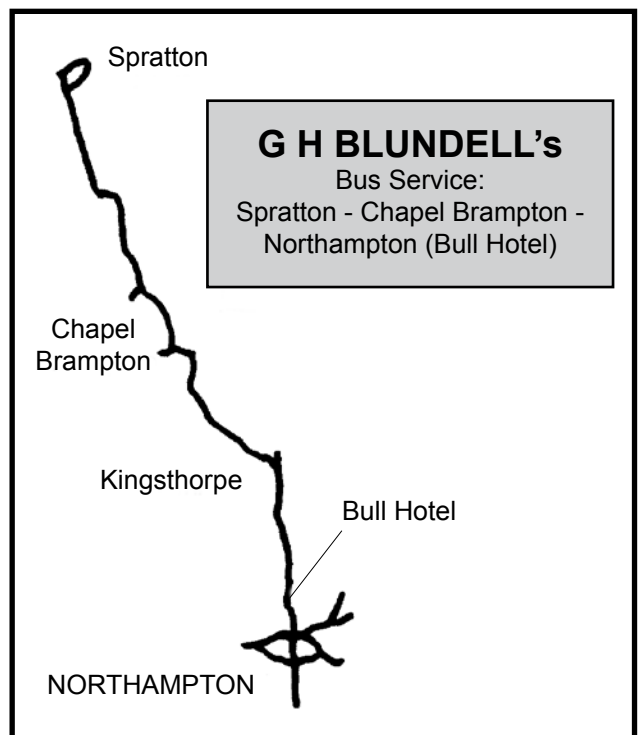 Spratton
G H BLUNDELL's
Bus Service:
Spratton - Chapel Brampton -
Northampton (Bull Hotel)
Chapel
Brampton
Kingsthorpe
Bull Hotel
NORTHAMPTON